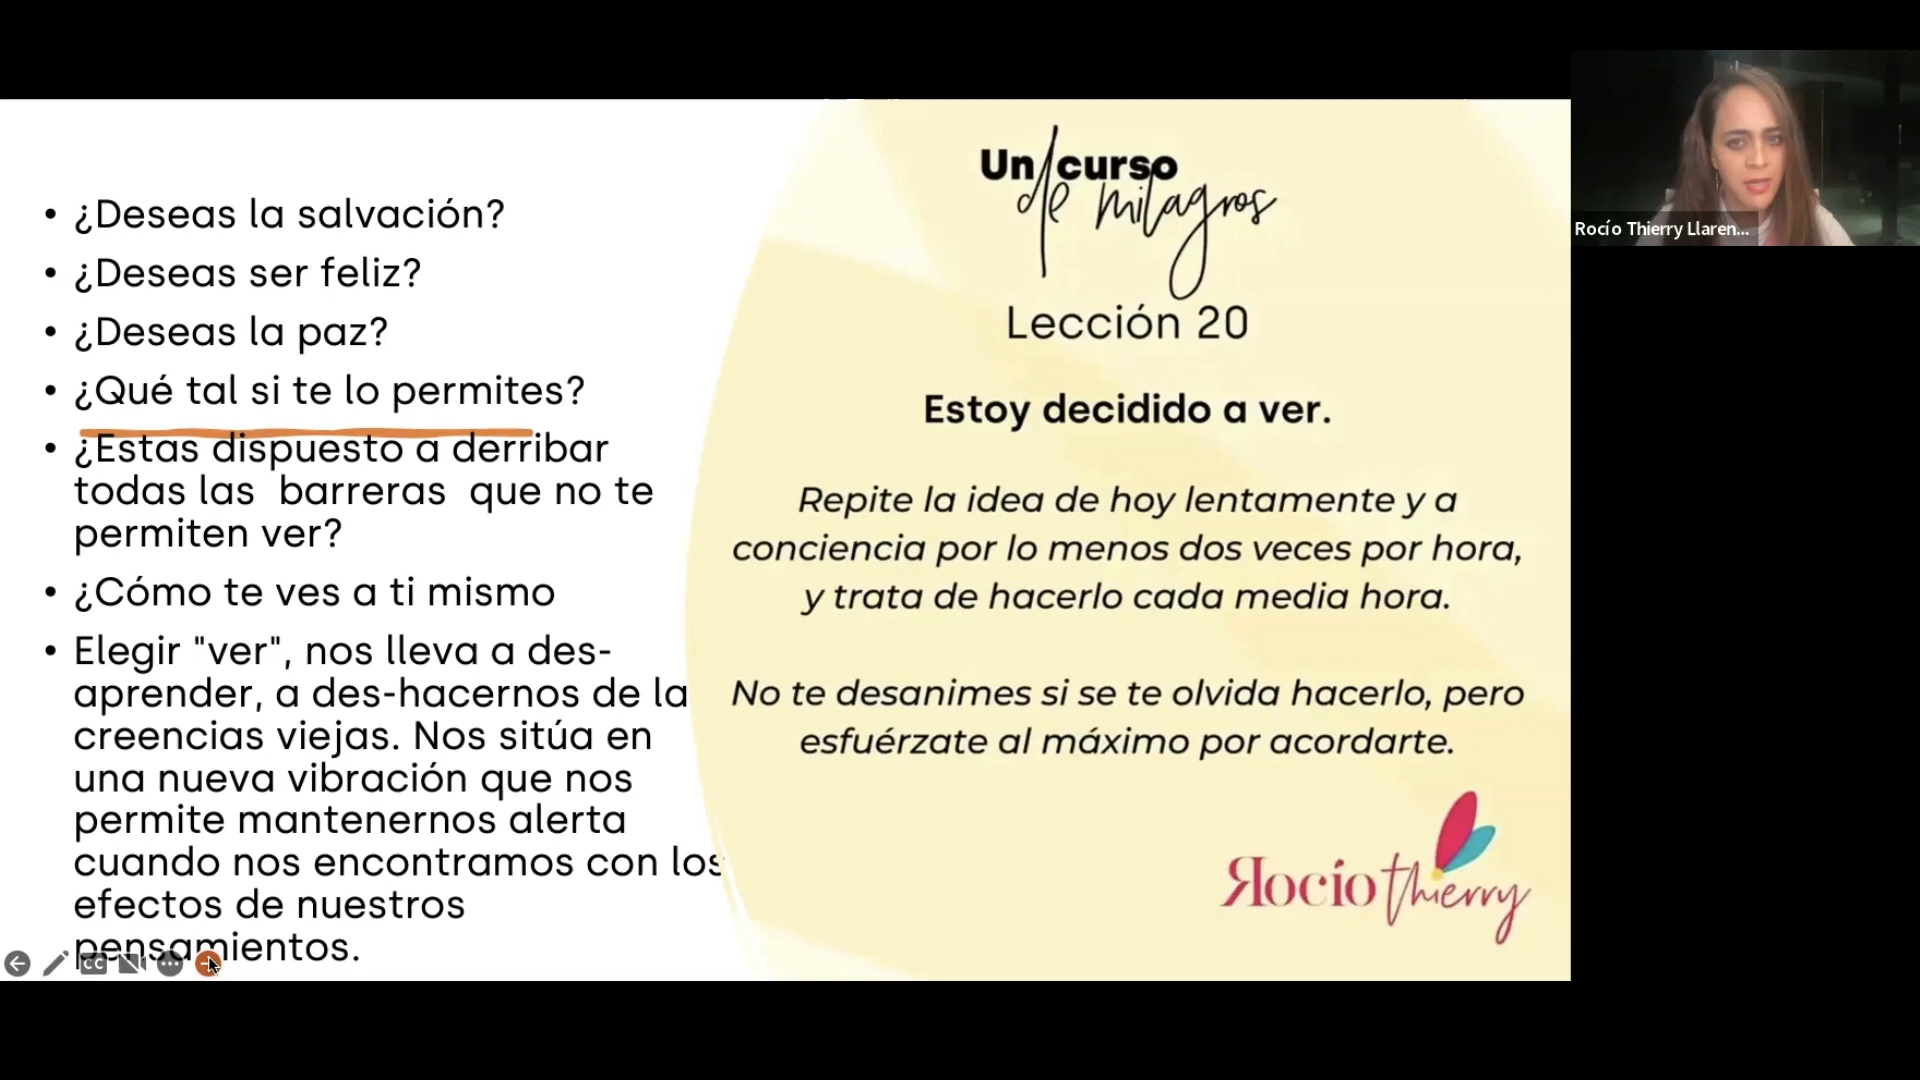 • ¿Deseas la salvación?
• ¿Deseas ser feliz?
• ¿Deseas la paz?
• ¿Qué tal si te lo permites?
• ¿Estas dispuesto a derribar
todas las  barreras  que no te
permiten ver?
• ¿Cómo te ves a ti mismo
• Elegir "ver", nos lleva a des-
aprender, a des-hacernos de la
creencias viejas. Nos sitúa en
una nueva vibración que nos
permite mantenernos alerta
cuando nos encontramos con los
efectos de nuestros
pensamientos.
CC
Un curso
de milagros
Lección 20
Estoy decidido a ver.
Repite la idea de hoy lentamente y a
conciencia por lo menos dos veces por hora,
y trata de hacerlo cada media hora.
No te desanimes si se te olvida hacerlo, pero
esfuérzate al máximo por acordarte.
Rocío Thierry
Rocío Thierry Llaren...